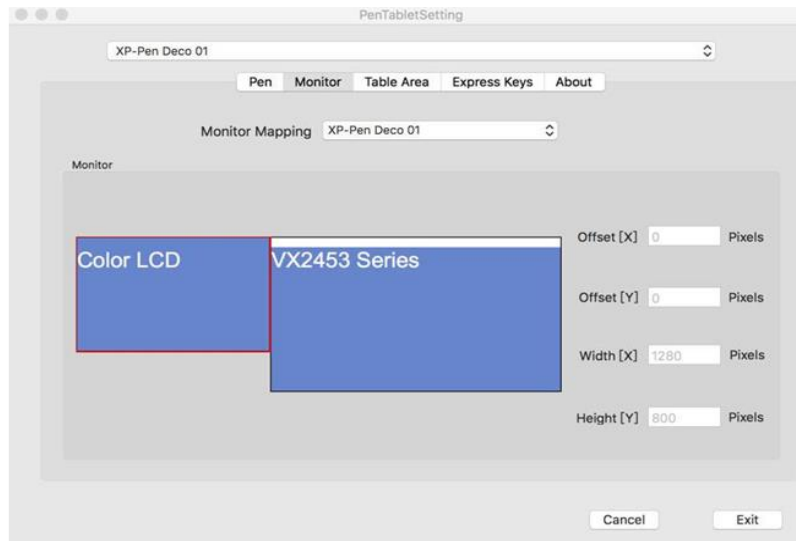 PenTabletSetting
XP-Pen Deco 01
Pen Monitor Table Area Express Keys About
Monitor Mapping XP-Pen Deco 01
Monitor
Color LCD
VX2453 Series
Offset [X] 0 Pixels
Offset [Y] 0 Pixels
Width [X] 1280 Pixels
Height [Y] 800 Pixels
Cancel Exit